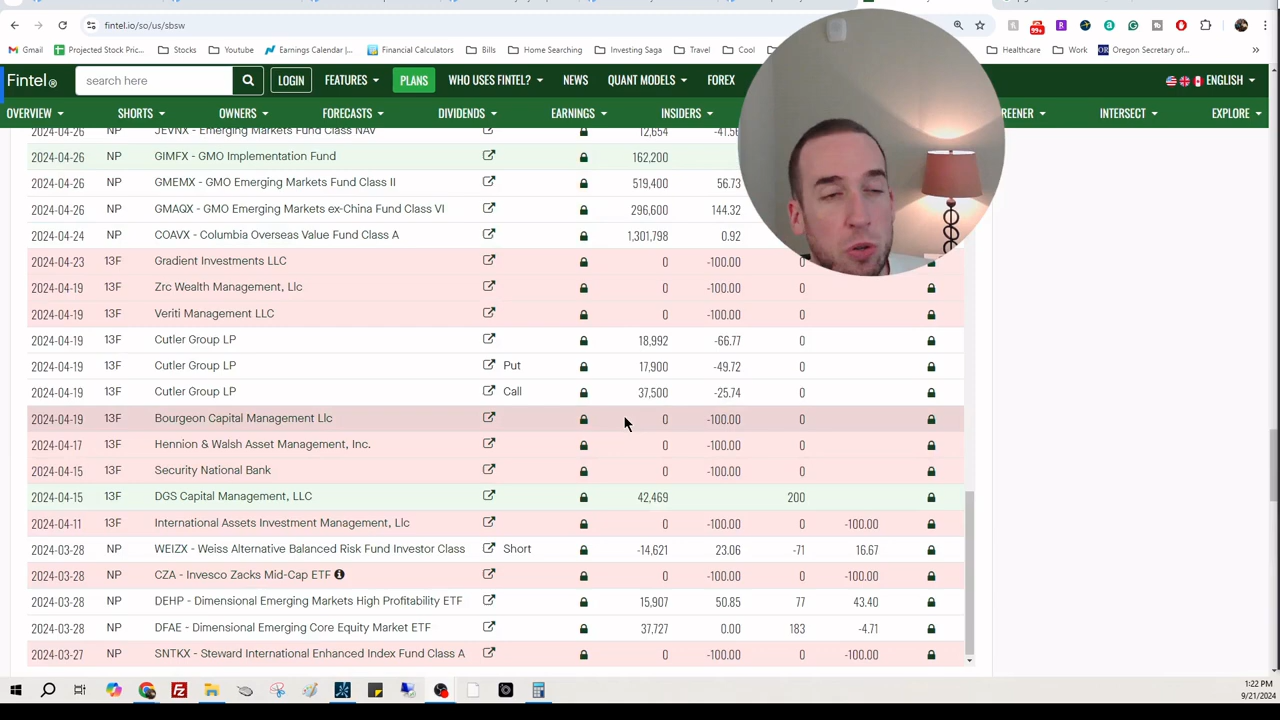 fintel.io/so/us/sbsw
Gmail Projected Stock Pric... Stocks Youtube Earnings Calendar |... Financial Calculators Bills Home Searching Investing Saga Travel Cool Healthcare Work Oregon Secretary of... »
99+
Fintel search here LOGIN FEATURES PLANS WHO USES FINTEL? NEWS QUANT MODELS FOREX ENGLISH
OVERVIEW SHORTS OWNERS FORECASTS DIVIDENDS EARNINGS INSIDERS REENER INTERSECT EXPLORE
2024-04-26 NP JEVNX - Emerging Markets Fund Class NAV 12,654 -41.56
2024-04-26 NP GIMFX - GMO Implementation Fund 162,200
2024-04-26 NP GMEMX - GMO Emerging Markets Fund Class II 519,400 56.73
2024-04-26 NP GMAQX - GMO Emerging Markets ex-China Fund Class VI 296,600 144.32
2024-04-24 NP COAVX - Columbia Overseas Value Fund Class A 1,301,798 0.92
2024-04-23 13F Gradient Investments LLC 0 -100.00 0
2024-04-19 13F Zrc Wealth Management, Llc 0 -100.00 0
2024-04-19 13F Veriti Management LLC 0 -100.00 0
2024-04-19 13F Cutler Group LP 18,992 -66.77 0
2024-04-19 13F Cutler Group LP Put 17,900 -49.72 0
2024-04-19 13F Cutler Group LP Call 37,500 -25.74 0
2024-04-19 13F Bourgeon Capital Management Llc 0 -100.00 0
2024-04-17 13F Hennion & Walsh Asset Management, Inc. 0 -100.00 0
2024-04-15 13F Security National Bank 0 -100.00 0
2024-04-15 13F DGS Capital Management, LLC 42,469 200
2024-04-11 13F International Assets Investment Management, Llc 0 -100.00 0 -100.00
2024-03-28 NP WEIZX - Weiss Alternative Balanced Risk Fund Investor Class Short -14,621 23.06 -71 16.67
2024-03-28 NP CZA - Invesco Zacks Mid-Cap ETF 0 -100.00 0 -100.00
2024-03-28 NP DEHP - Dimensional Emerging Markets High Profitability ETF 15,907 50.85 77 43.40
2024-03-28 NP DFAE - Dimensional Emerging Core Equity Market ETF 37,727 0.00 183 -4.71
2024-03-27 NP SNTKX - Steward International Enhanced Index Fund Class A 0 -100.00 0 -100.00
1:22 PM
9/21/2024